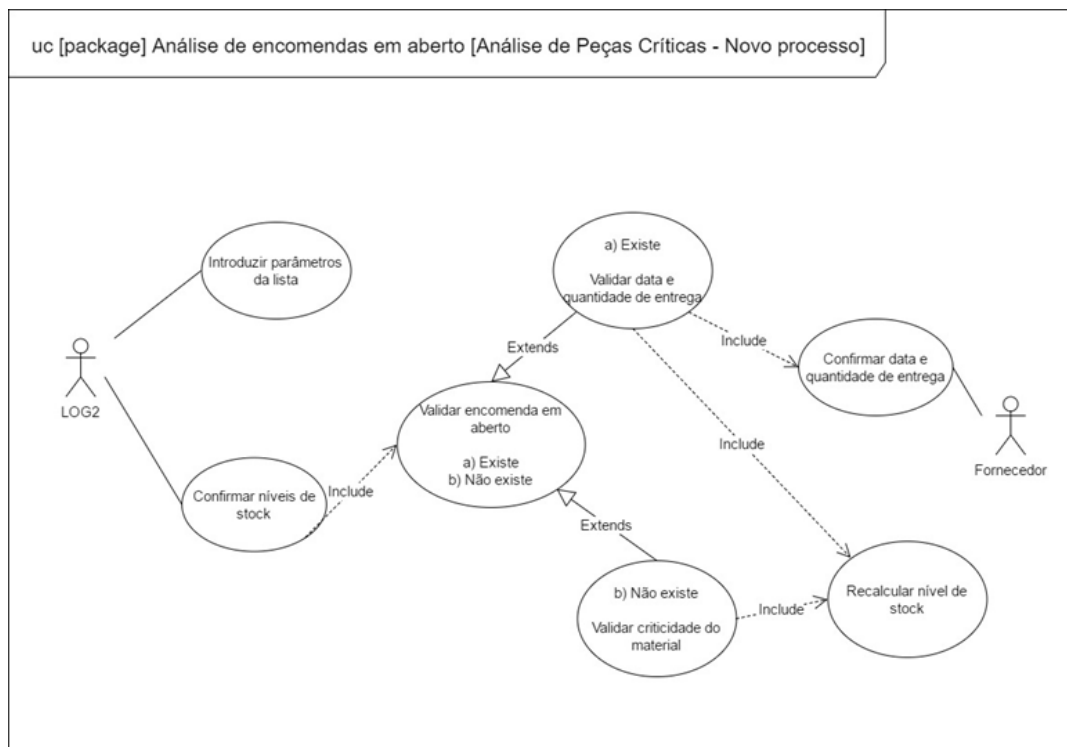 uc [package] Análise de encomendas em aberto [Análise de Peças Críticas - Novo processo]
Introduzir parâmetros
da lista
LOG2
Confirmar níveis de
stock
Include
Validar encomenda em
aberto
a) Existe
b) Não existe
Extends
a) Existe
Validar data e
quantidade de entrega
Include
Confirmar data e
quantidade de entrega
Fornecedor
Include
Extends
b) Não existe
Validar criticidade do
material
Include
Recalcular nível de
stock